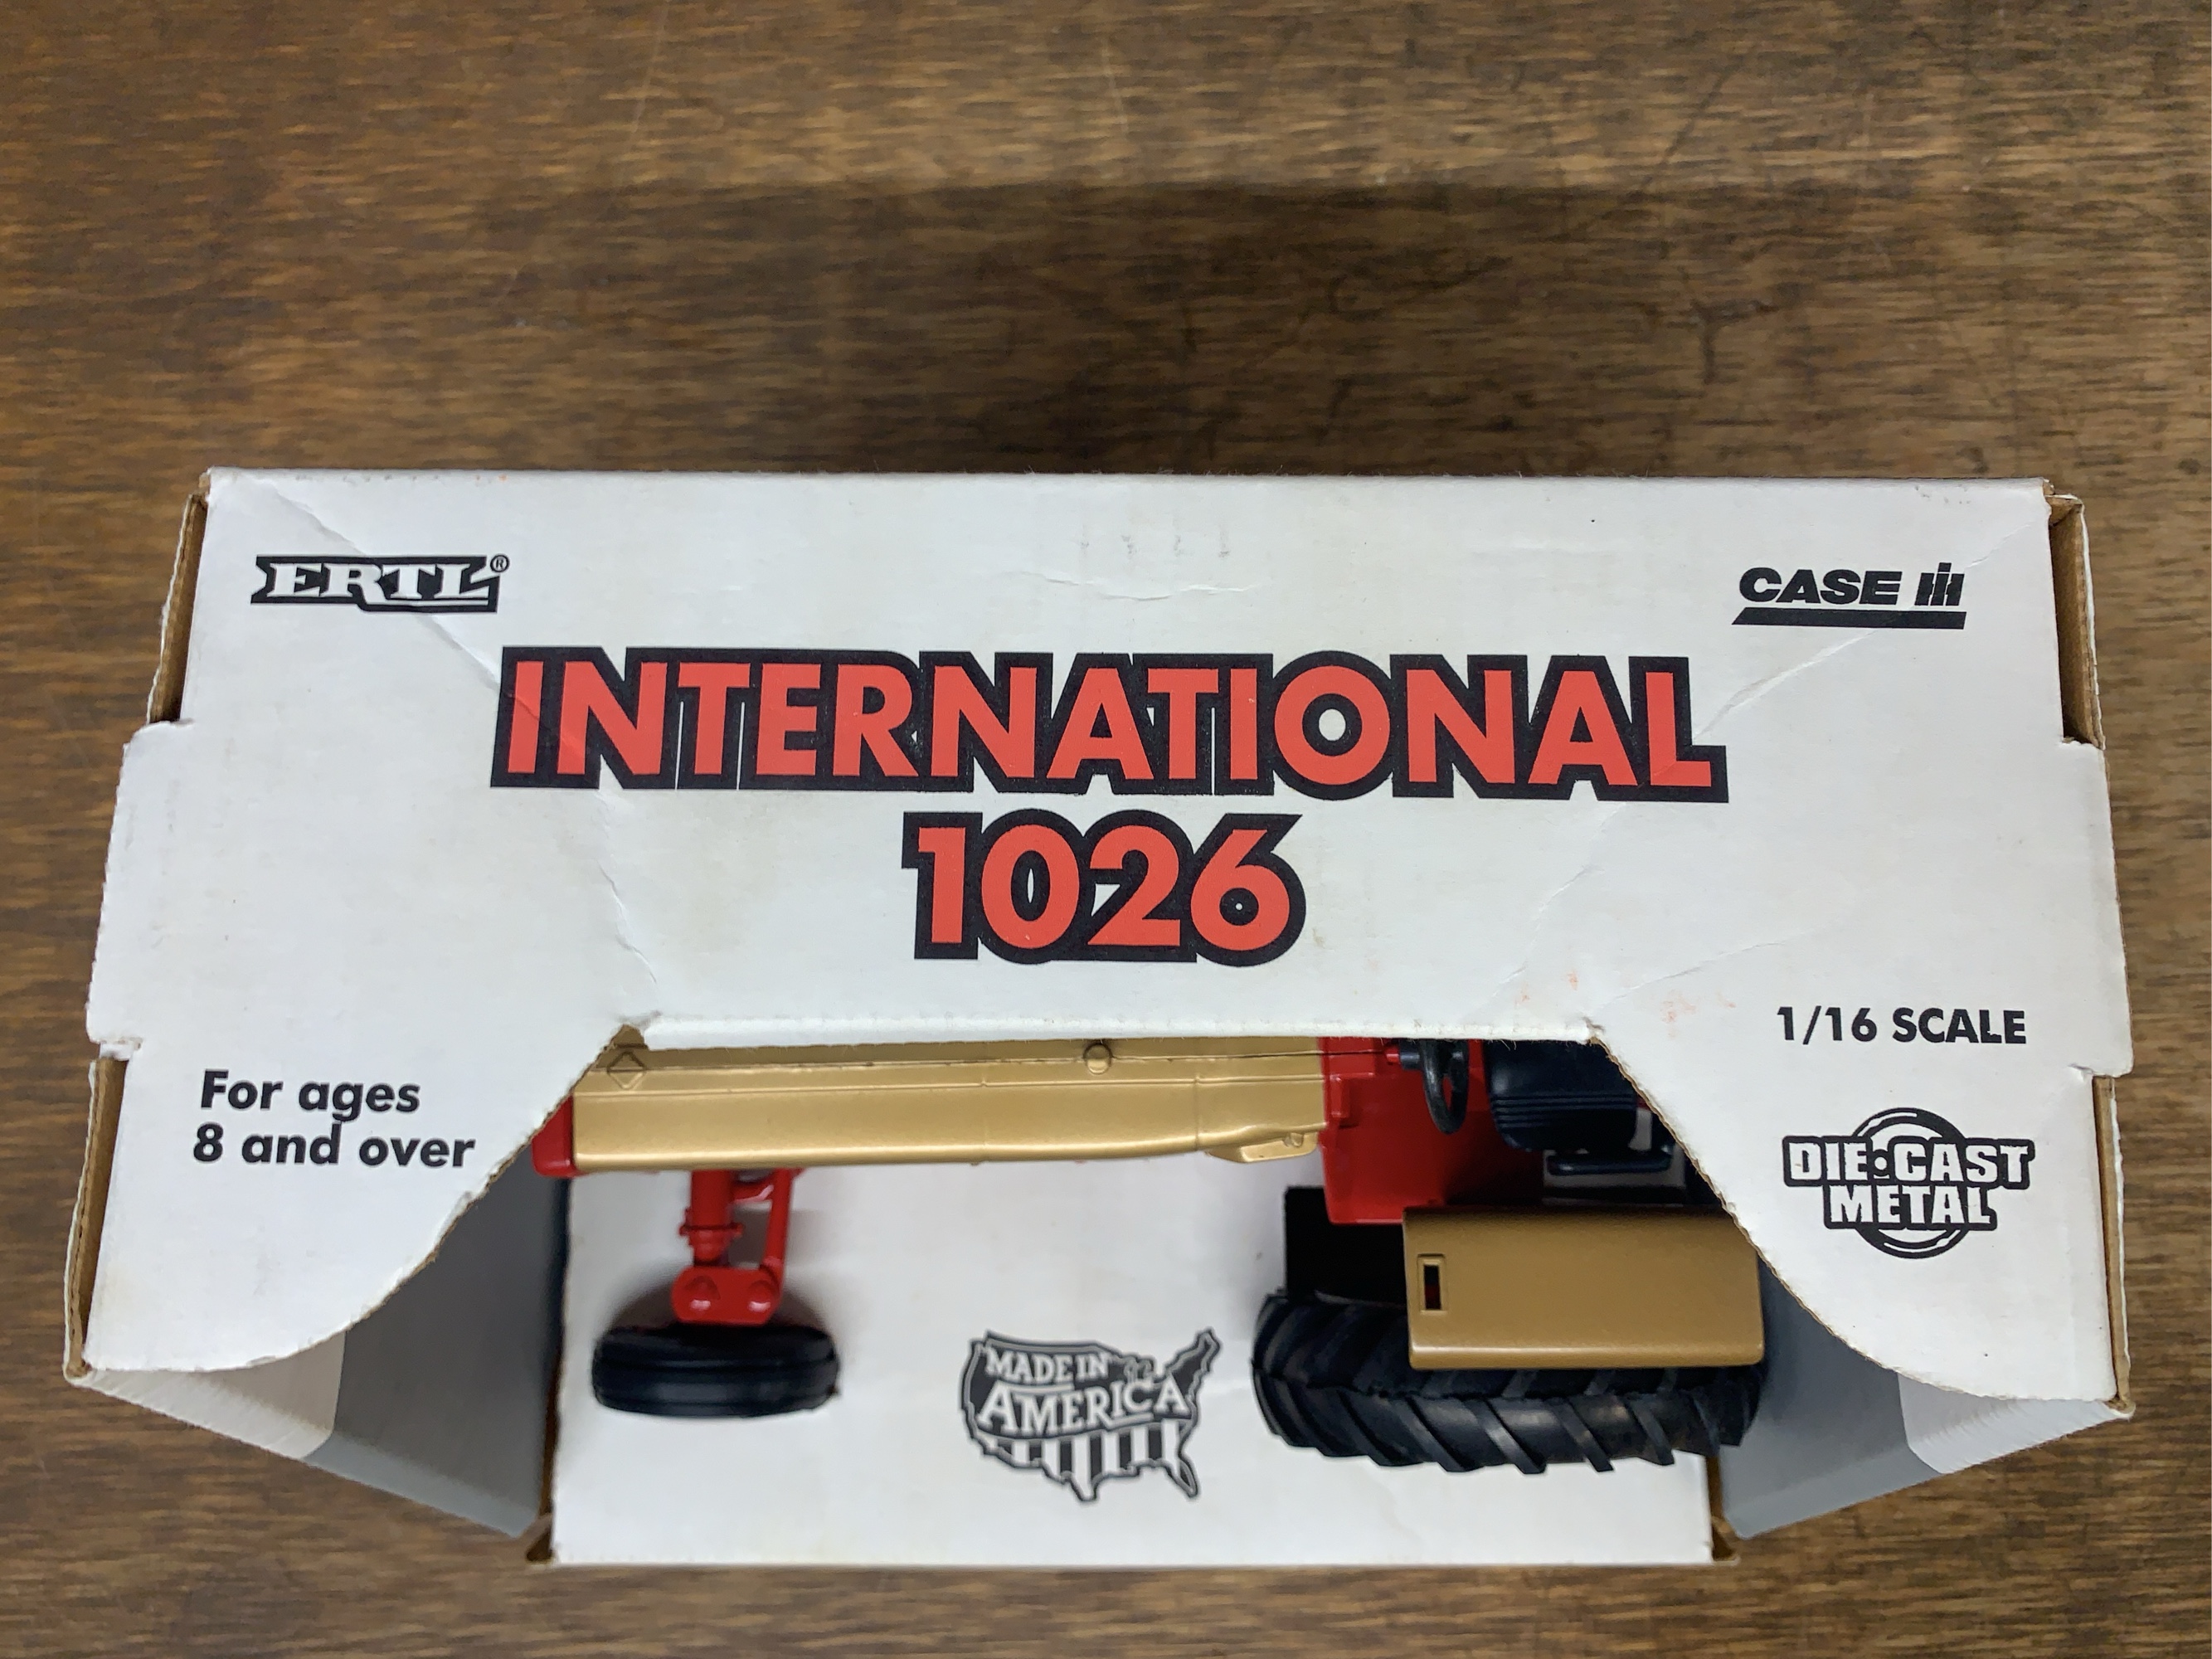 ERTL®
CASE IH
INTERNATIONAL
1026
1/16 SCALE
For ages
8 and over
DIE•CAST
METAL
MADE IN
AMERICA